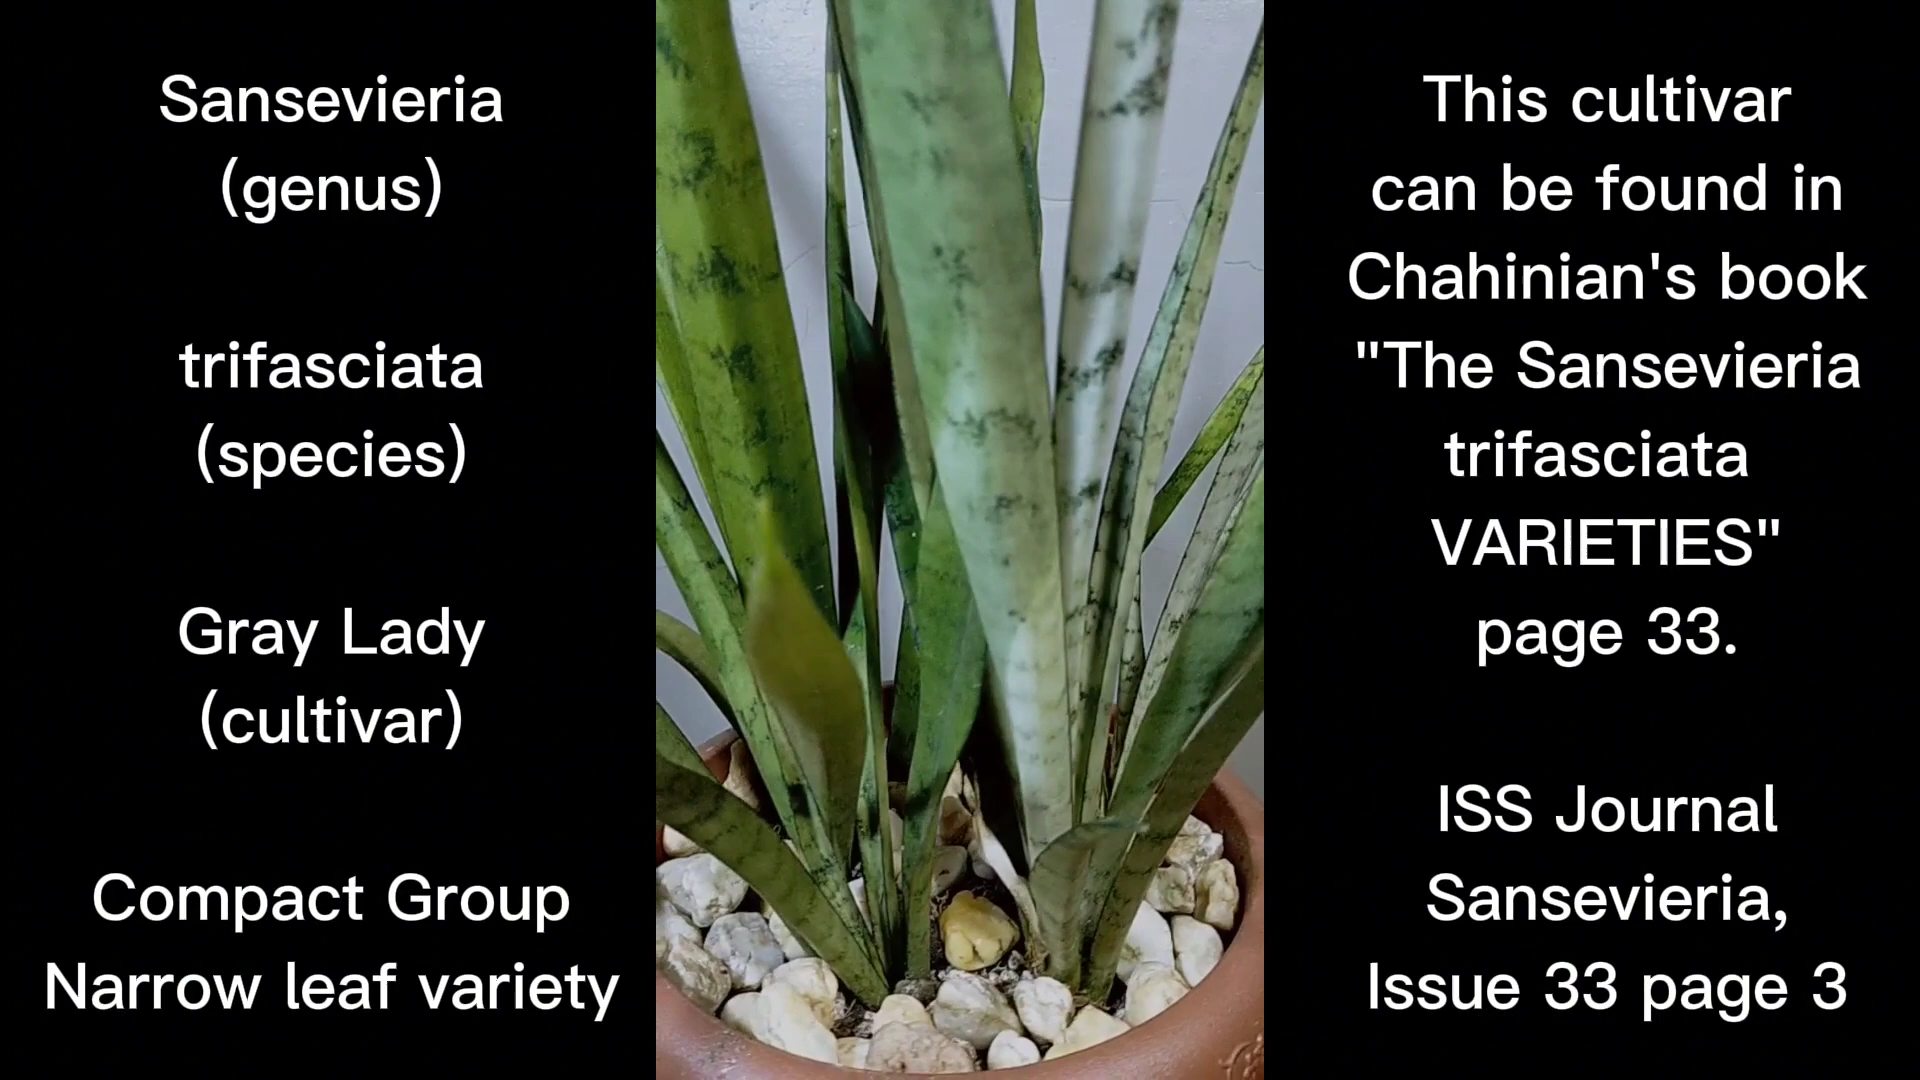 Sansevieria
(genus)
trifasciata
(species)
Gray Lady
(cultivar)
Compact Group
Narrow leaf variety
This cultivar
can be found in
Chahinian's book
"The Sansevieria
trifasciata
VARIETIES"
page 33.
ISS Journal
Sansevieria,
Issue 33 page 3